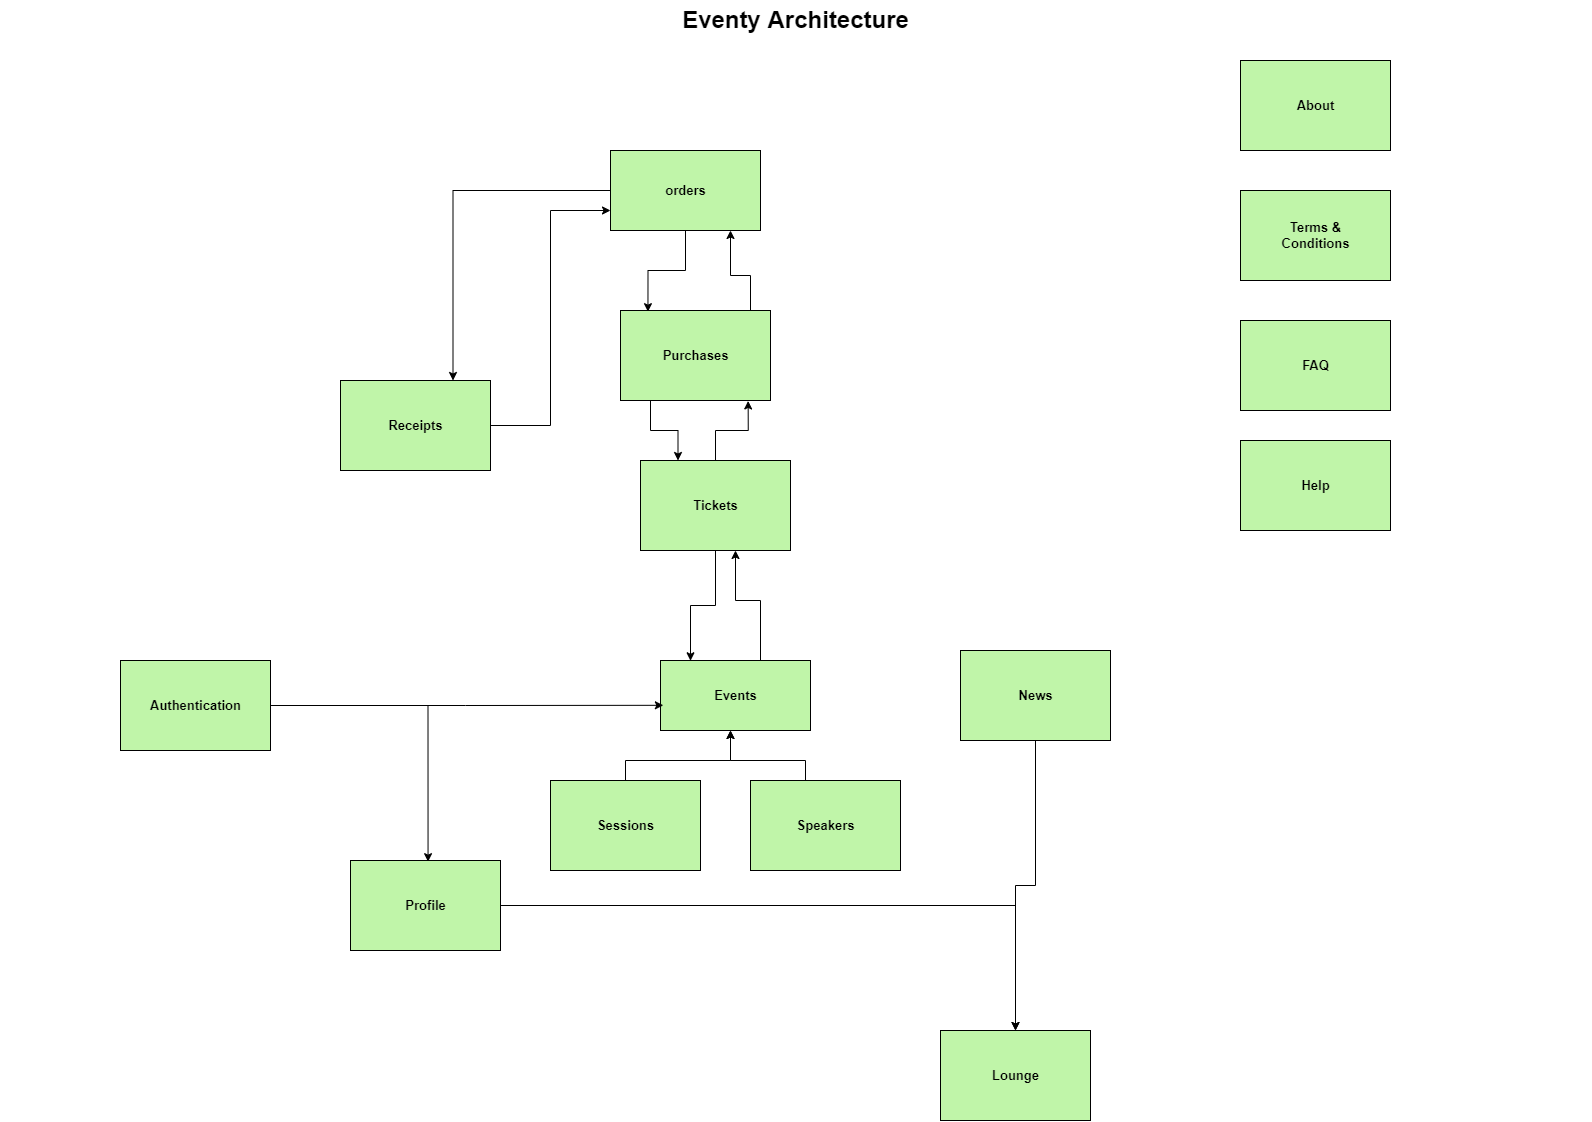 Eventy Architecture
About
orders
Terms &
Conditions
Purchases
FAQ
Receipts
Help
Tickets
Authentication
Events
News
Sessions
Speakers
Profile
Lounge